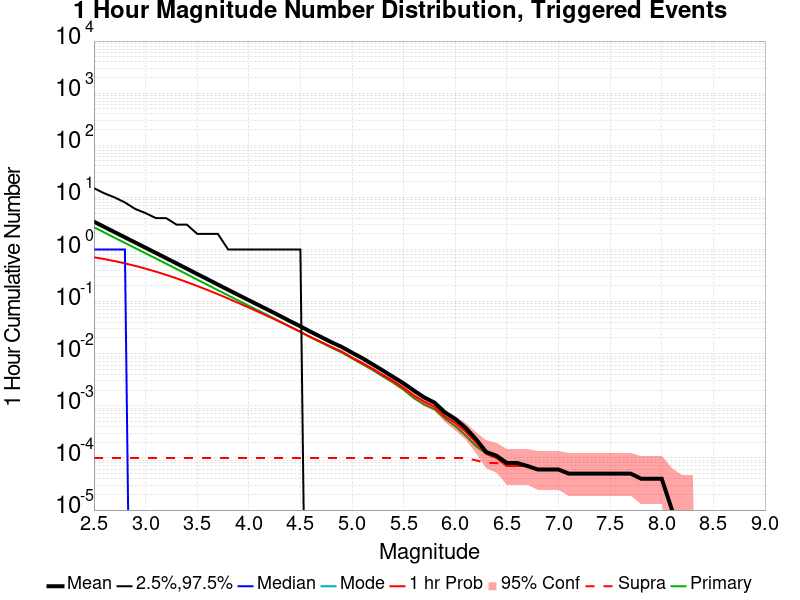 1 Hour Magnitude Number Distribution, Triggered Events
10 4
10 3
10 2
10 1
10 0
10 -1
10 -2
10 -3
10 -4
10 -5
1 Hour Cumulative Number
2.5 3.0 3.5 4.0 4.5 5.0 5.5 6.0 6.5 7.0 7.5 8.0 8.5 9.0
Magnitude
Mean 2.5%,97.5% Median Mode 1 hr Prob 95% Conf Supra Primary